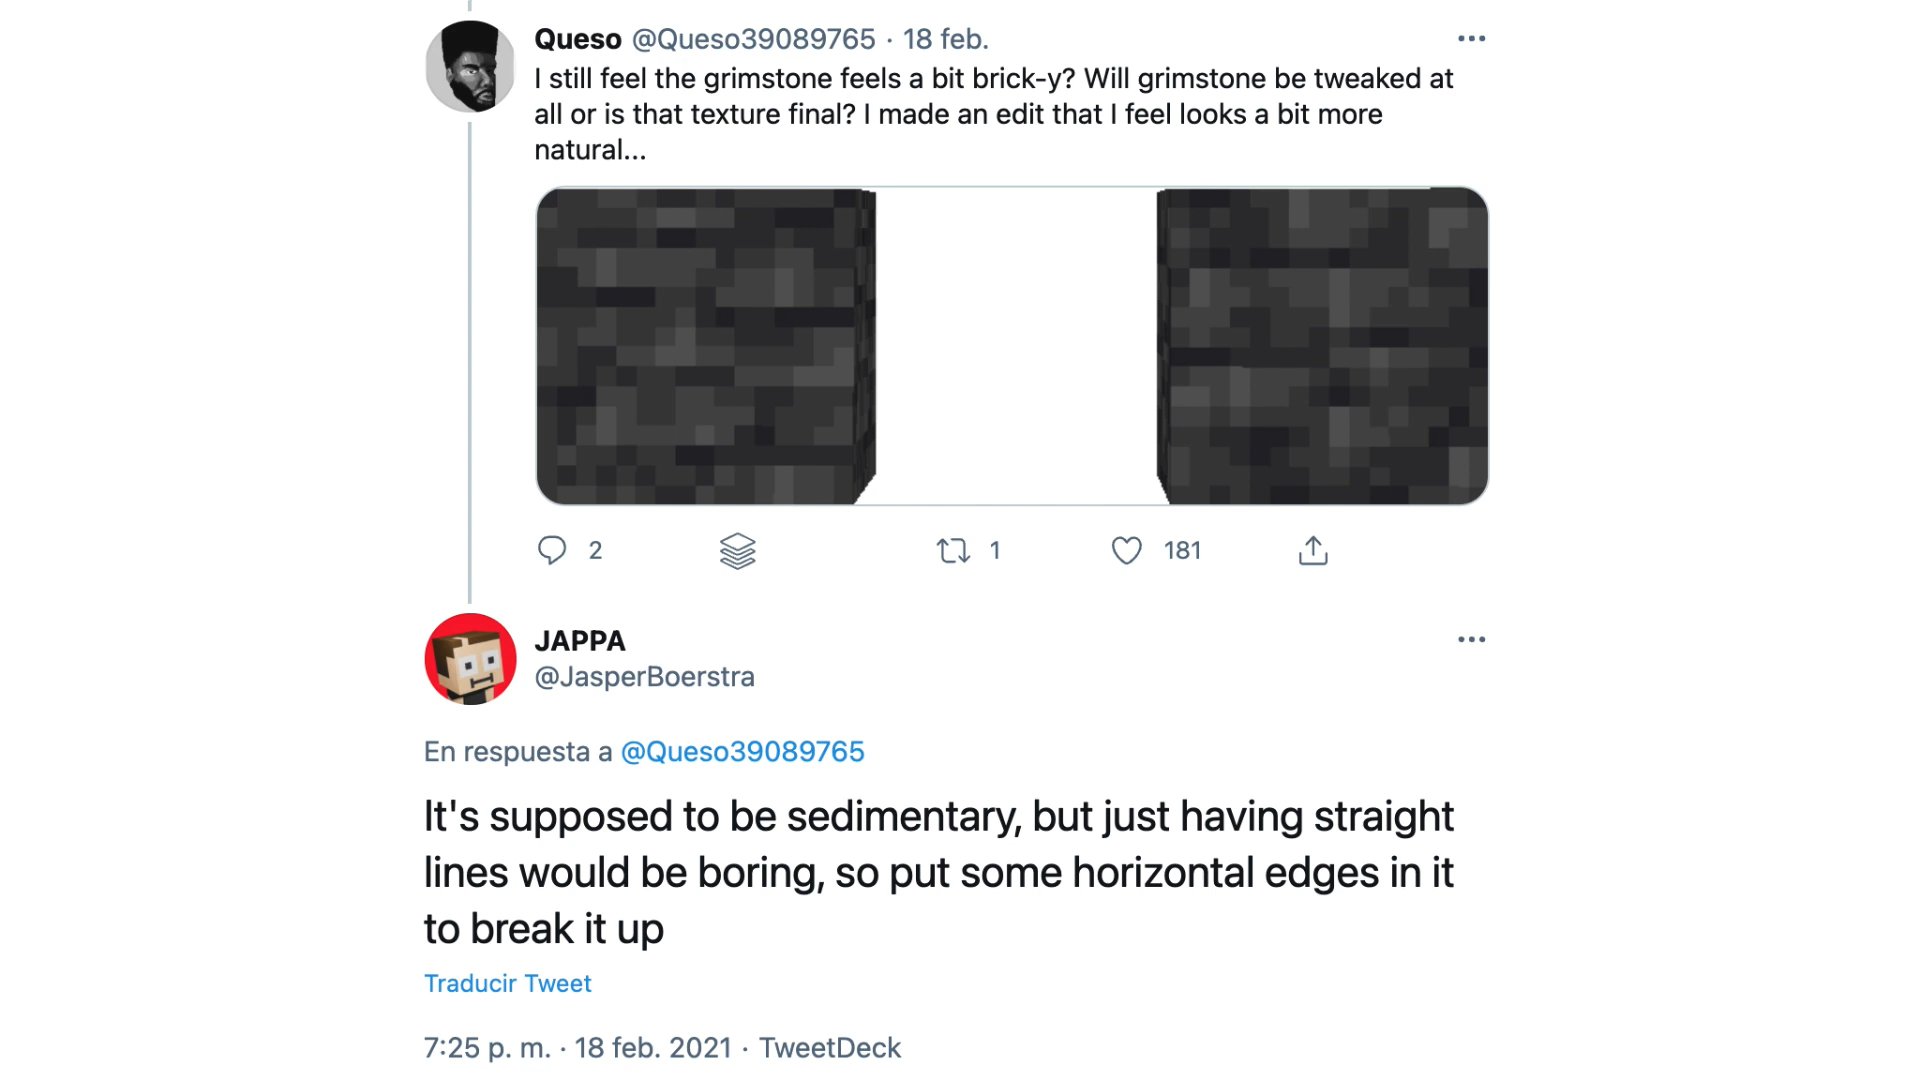 Queso @Queso39089765 · 18 feb.
I still feel the grimstone feels a bit brick-y? Will grimstone be tweaked at
all or is that texture final? I made an edit that I feel looks a bit more
natural...
2 1 181
JAPPA
@JasperBoerstra
En respuesta a @Queso39089765
It's supposed to be sedimentary, but just having straight
lines would be boring, so put some horizontal edges in it
to break it up
Traducir Tweet
7:25 p. m. · 18 feb. 2021 · TweetDeck